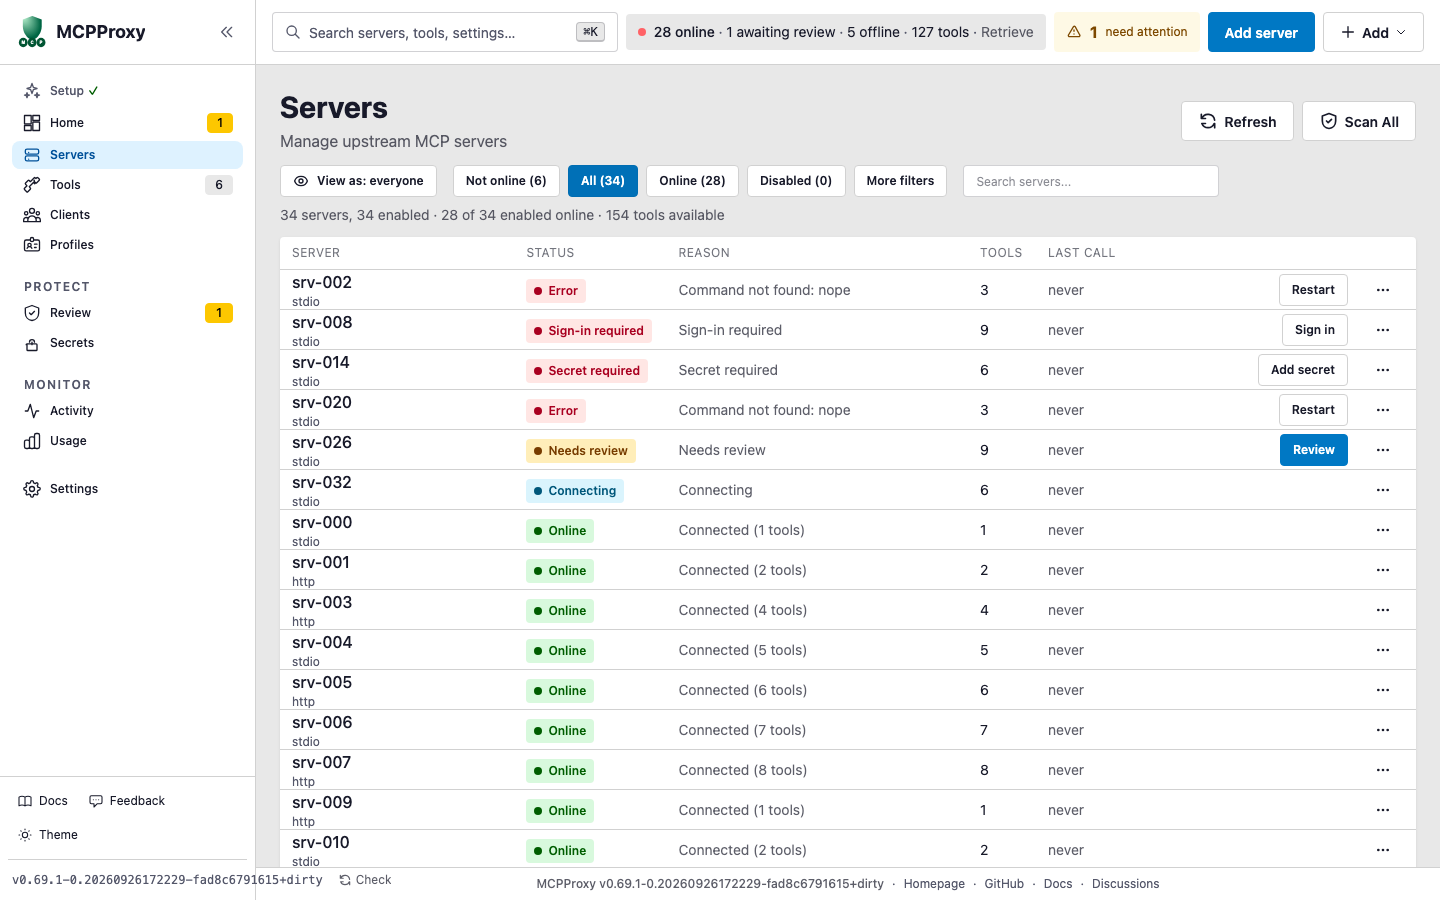 MCPProxy
Search servers, tools, settings... ⌘K
28 online · 1 awaiting review · 5 offline · 127 tools · Retrieve
1 need attention
Add server
Add
Setup
Home 1
Servers
Tools 6
Clients
Profiles
PROTECT
Review 1
Secrets
MONITOR
Activity
Usage
Settings
Docs
Feedback
Theme
v0.69.1-0.20260926172229-fad8c6791615+dirty
Check
Servers
Manage upstream MCP servers
Refresh
Scan All
View as: everyone
Not online (6)
All (34)
Online (28)
Disabled (0)
More filters
Search servers...
34 servers, 34 enabled · 28 of 34 enabled online · 154 tools available
SERVER STATUS REASON TOOLS LAST CALL
srv-002
stdio
Error Command not found: nope 3 never Restart
srv-008
stdio
Sign-in required Sign-in required 9 never Sign in
srv-014
stdio
Secret required Secret required 6 never Add secret
srv-020
stdio
Error Command not found: nope 3 never Restart
srv-026
stdio
Needs review Needs review 9 never Review
srv-032
stdio
Connecting Connecting 6 never
srv-000
stdio
Online Connected (1 tools) 1 never
srv-001
http
Online Connected (2 tools) 2 never
srv-003
http
Online Connected (4 tools) 4 never
srv-004
stdio
Online Connected (5 tools) 5 never
srv-005
http
Online Connected (6 tools) 6 never
srv-006
stdio
Online Connected (7 tools) 7 never
srv-007
http
Online Connected (8 tools) 8 never
srv-009
http
Online Connected (1 tools) 1 never
srv-010
stdio
Online Connected (2 tools) 2 never
MCPProxy v0.69.1-0.20260926172229-fad8c6791615+dirty · Homepage · GitHub · Docs · Discussions